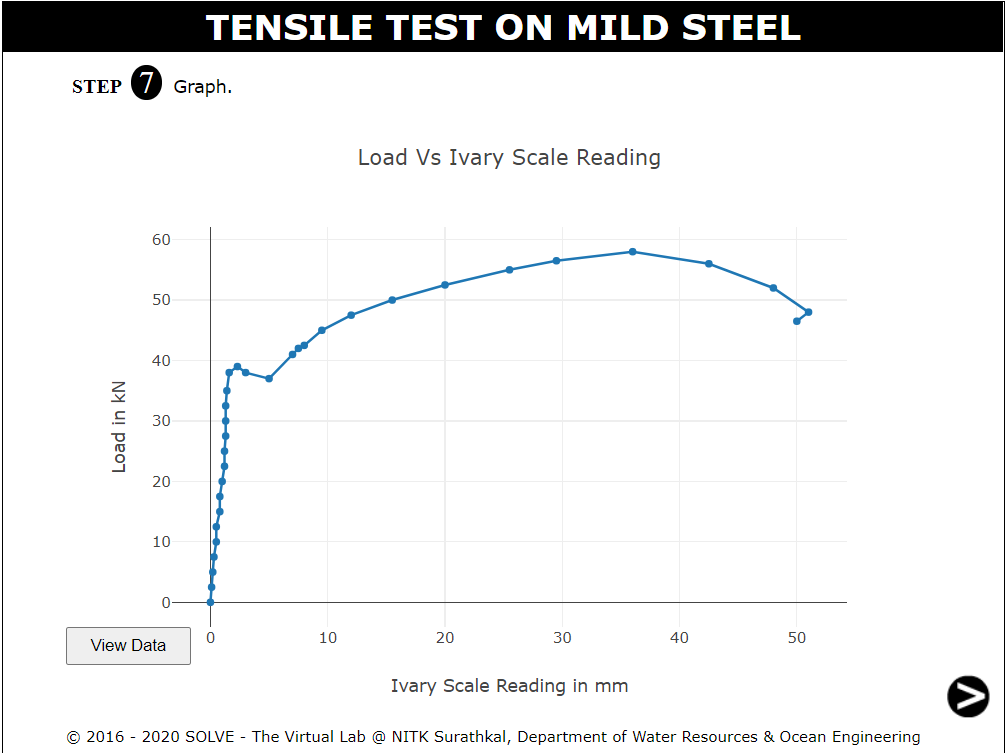 TENSILE TEST ON MILD STEEL
STEP 7 Graph.
Load Vs Ivary Scale Reading
60
50
40
30
20
10
0
Load in kN
0 10 20 30 40 50
View Data
Ivary Scale Reading in mm
>
© 2016 - 2020 SOLVE - The Virtual Lab @ NITK Surathkal, Department of Water Resources & Ocean Engineering